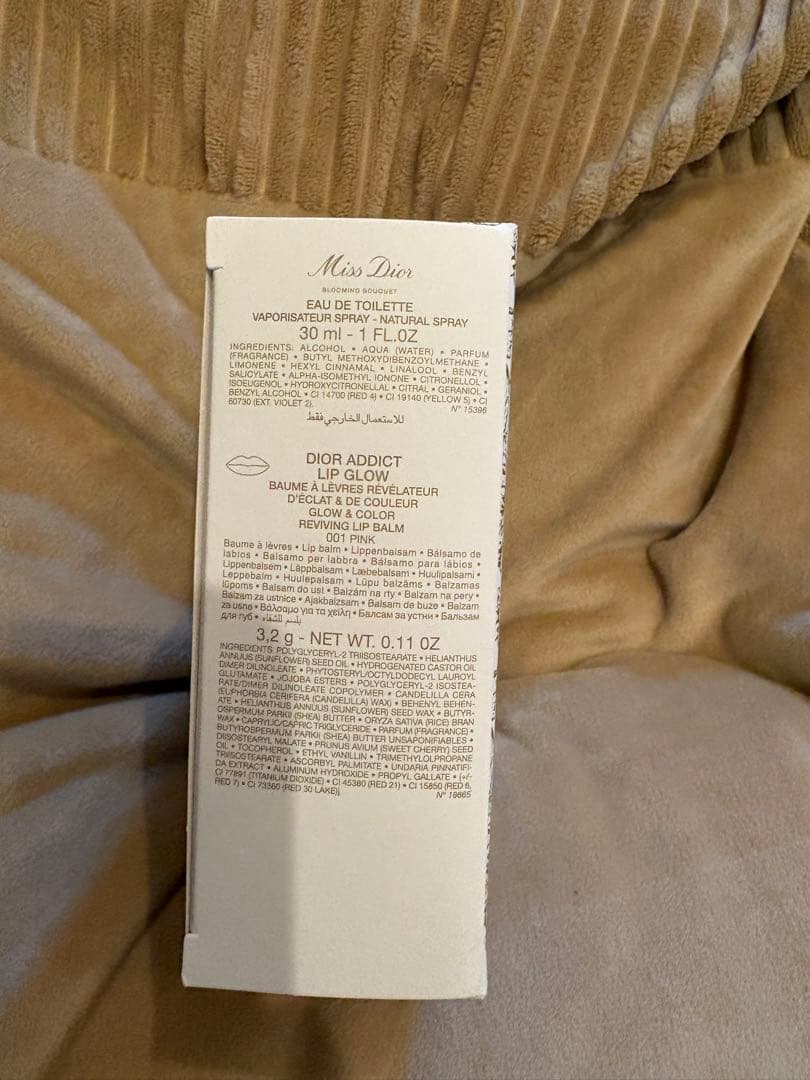 Miss Dior
BLOOMING BOUQUET
EAU DE TOILETTE
VAPORISATEUR SPRAY - NATURAL SPRAY
30 ml - 1 FL.OZ
INGREDIENTS: ALCOHOL • AQUA (WATER) • PARFUM
(FRAGRANCE) • BUTYL METHOXYDIBENZOYLMETHANE •
LIMONENE • HEXYL CINNAMAL • LINALOOL • BENZYL
SALICYLATE • ALPHA-ISOMETHYL IONONE • CITRONELLOL •
ISOEUGENOL • HYDROXYCITRONELLAL • CITRAL • GERANIOL •
BENZYL ALCOHOL • CI 14700 (RED 4) • CI 19140 (YELLOW 5) • CI
60730 (EXT. VIOLET 2).
N° 15396
للاستعمال الخارجي فقط
DIOR ADDICT
LIP GLOW
BAUME À LÈVRES RÉVÉLATEUR
D'ÉCLAT & DE COULEUR
GLOW & COLOR
REVIVING LIP BALM
001 PINK
Baume à lèvres • Lip balm • Lippenbalsam • Bálsamo de
labios • Balsamo per labbra • Bálsamo para lábios •
Lippenbalsem • Läppbalsam • Læbebalsam • Huulipalsami •
Leppebalm • Huulepalsam • Lūpu balzāms • Balzamas
lūpoms • Balsam do ust • Balzám na rty • Balzam na pery •
Balzam za ustnice • Ajakbalzsam • Balsam de buze • Balzam
za usne • Βάλσαμο για τα χείλη • Балсам за устни • Бальзам
для губ • بلسم للشفاه
3,2 g - NET WT. 0.11 OZ
INGREDIENTS: POLYGLYCERYL-2 TRIISOSTEARATE • HELIANTHUS
ANNUUS (SUNFLOWER) SEED OIL • HYDROGENATED CASTOR OIL
DIMER DILINOLEATE • PHYTOSTERYL/OCTYLDODECYL LAUROYL
GLUTAMATE • JOJOBA ESTERS • POLYGLYCERYL-2 ISOSTEA-
RATE/DIMER DILINOLEATE COPOLYMER • CANDELILLA CERA
(EUPHORBIA CERIFERA (CANDELILLA) WAX) • BEHENYL BEHEN-
ATE • HELIANTHUS ANNUUS (SUNFLOWER) SEED WAX • BUTYR-
OSPERMUM PARKII (SHEA) BUTTER • ORYZA SATIVA (RICE) BRAN
WAX • CAPRYLIC/CAPRIC TRIGLYCERIDE • PARFUM (FRAGRANCE) •
BUTYROSPERMUM PARKII (SHEA) BUTTER UNSAPONIFIABLES •
DIISOSTEARYL MALATE • PRUNUS AVIUM (SWEET CHERRY) SEED
OIL • TOCOPHEROL • ETHYL VANILLIN • TRIMETHYLOLPROPANE
TRIISOSTEARATE • ASCORBYL PALMITATE • UNDARIA PINNATIFI-
DA EXTRACT • ALUMINUM HYDROXIDE • PROPYL GALLATE • [+/-
CI 77891 (TITANIUM DIOXIDE) • CI 45380 (RED 21) • CI 15850 (RED 6,
RED 7) • CI 73360 (RED 30 LAKE)]
N° 18665